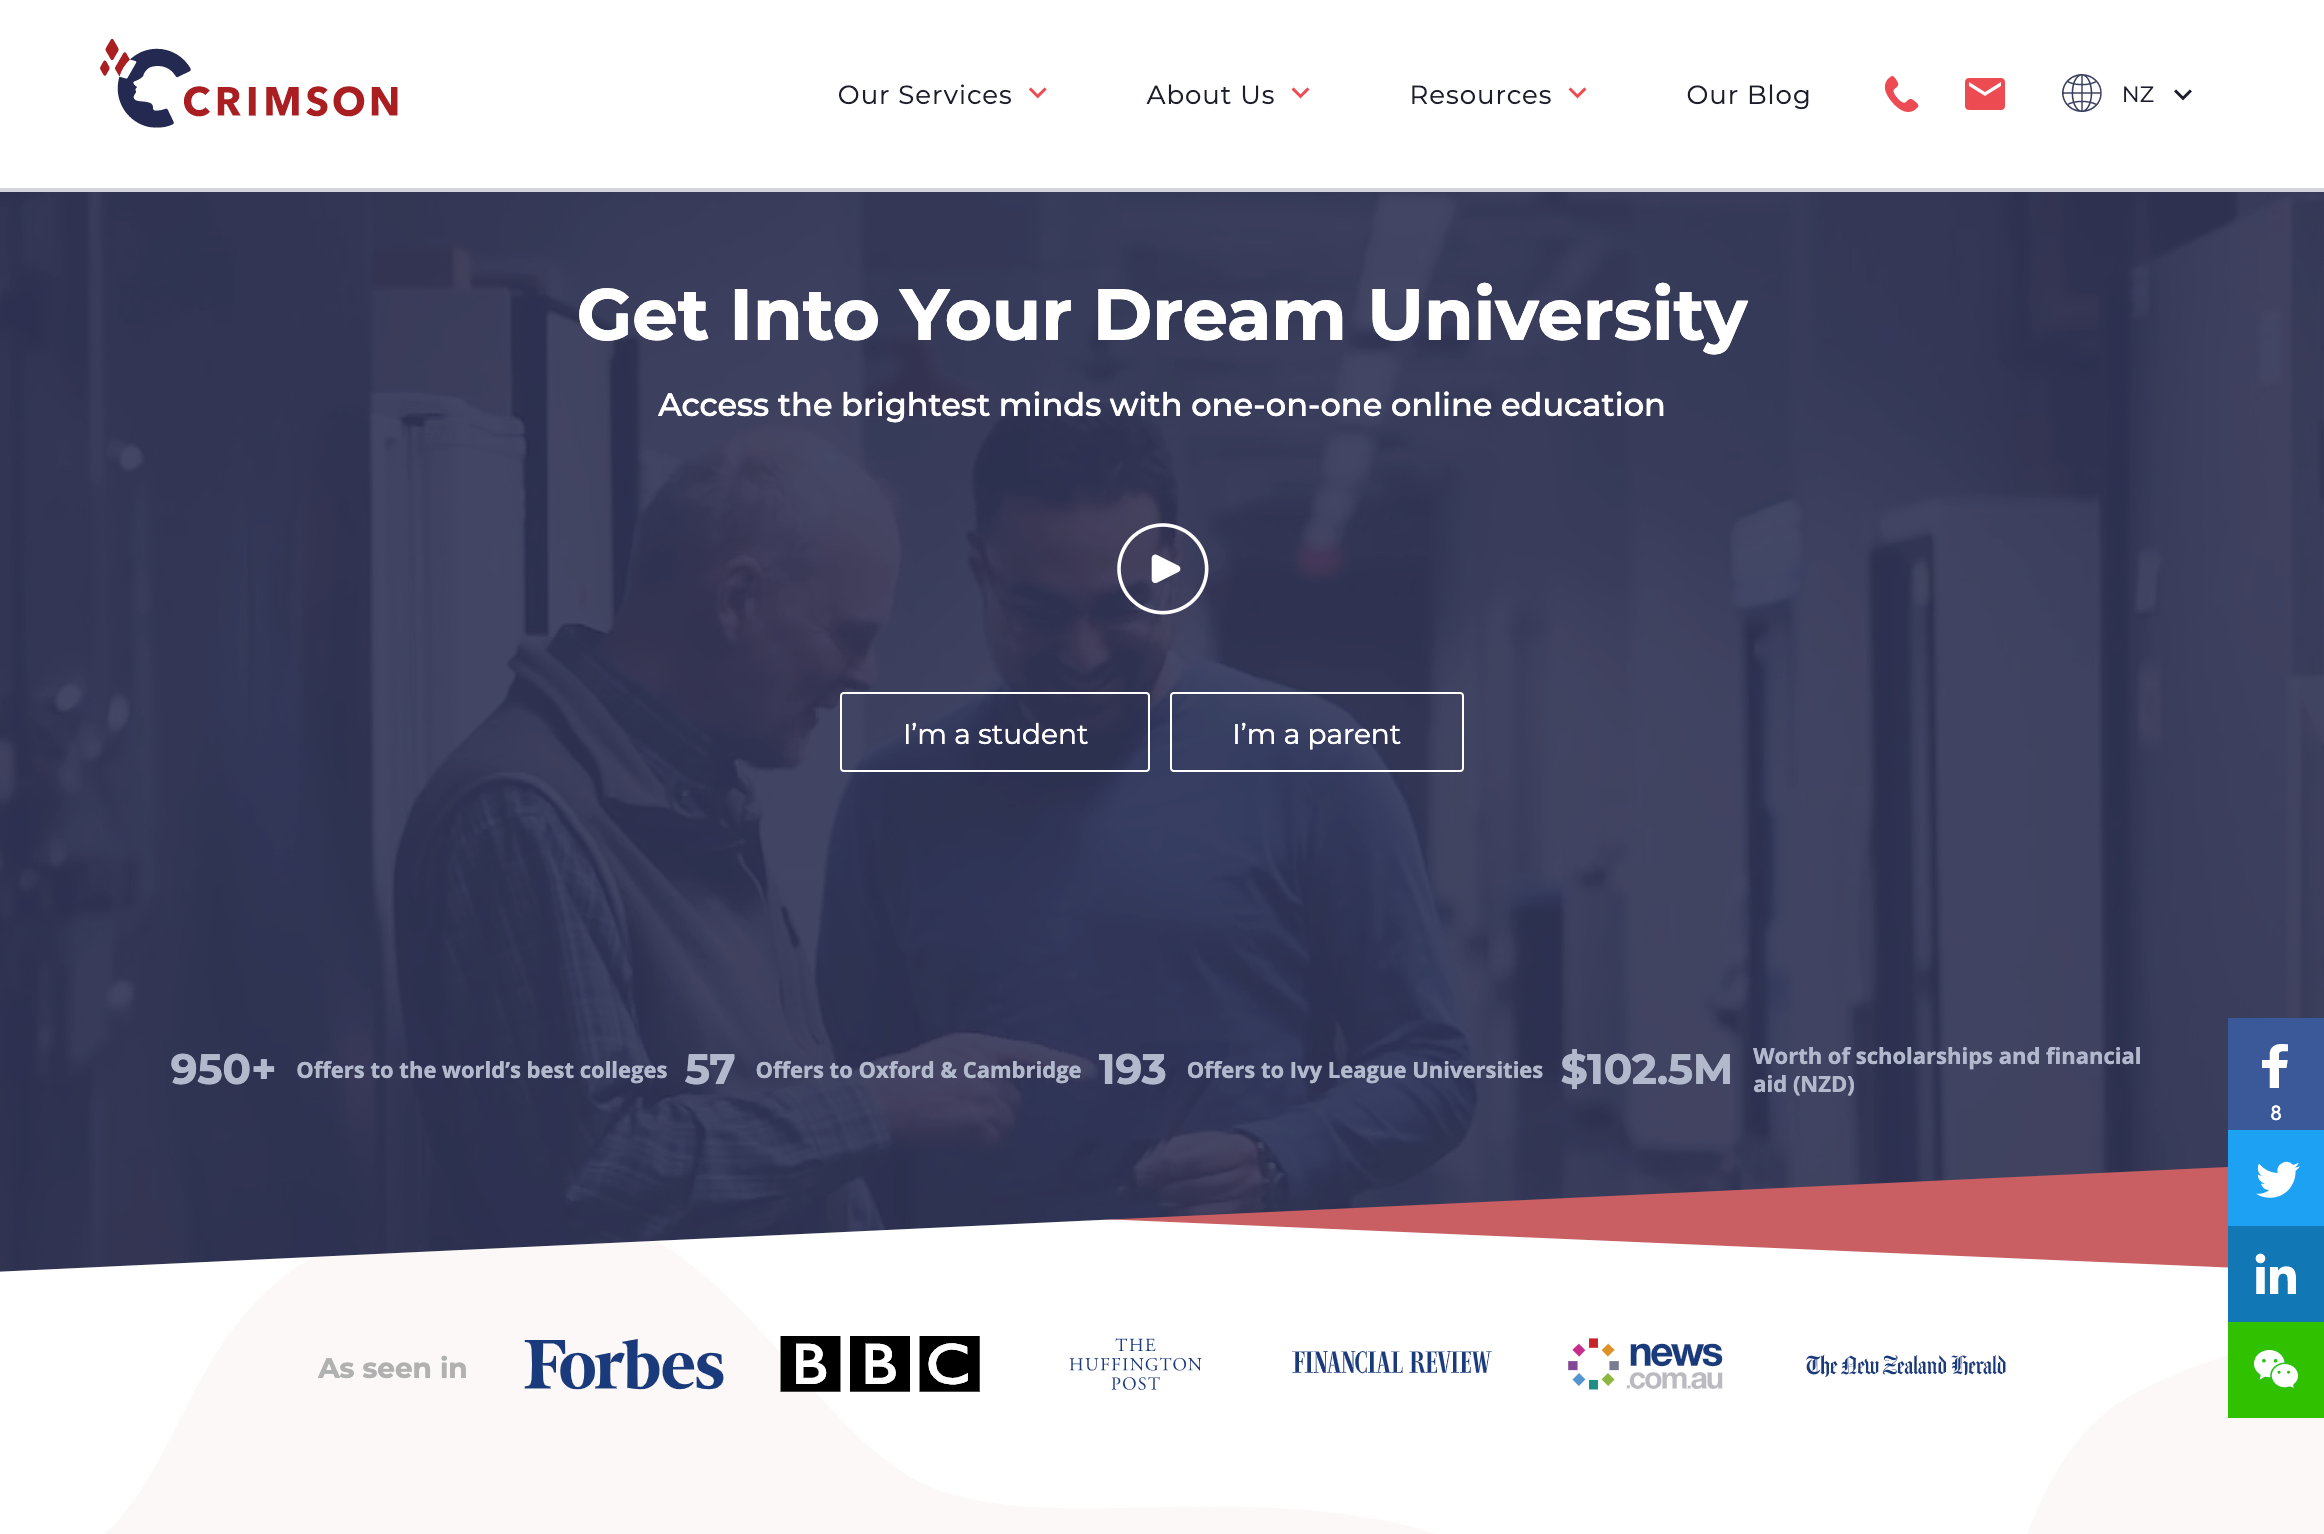 CRIMSON
Our Services
About Us
Resources
Our Blog
NZ
Get Into Your Dream University
Access the brightest minds with one-on-one online education
I’m a student
I’m a parent
950+ Offers to the world’s best colleges
57 Offers to Oxford & Cambridge
193 Offers to Ivy League Universities
$102.5M Worth of scholarships and financial
aid (NZD)
8
in
As seen in
Forbes
BBC
THE
HUFFINGTON
POST
FINANCIAL REVIEW
news
.com.au
The New Zealand Herald